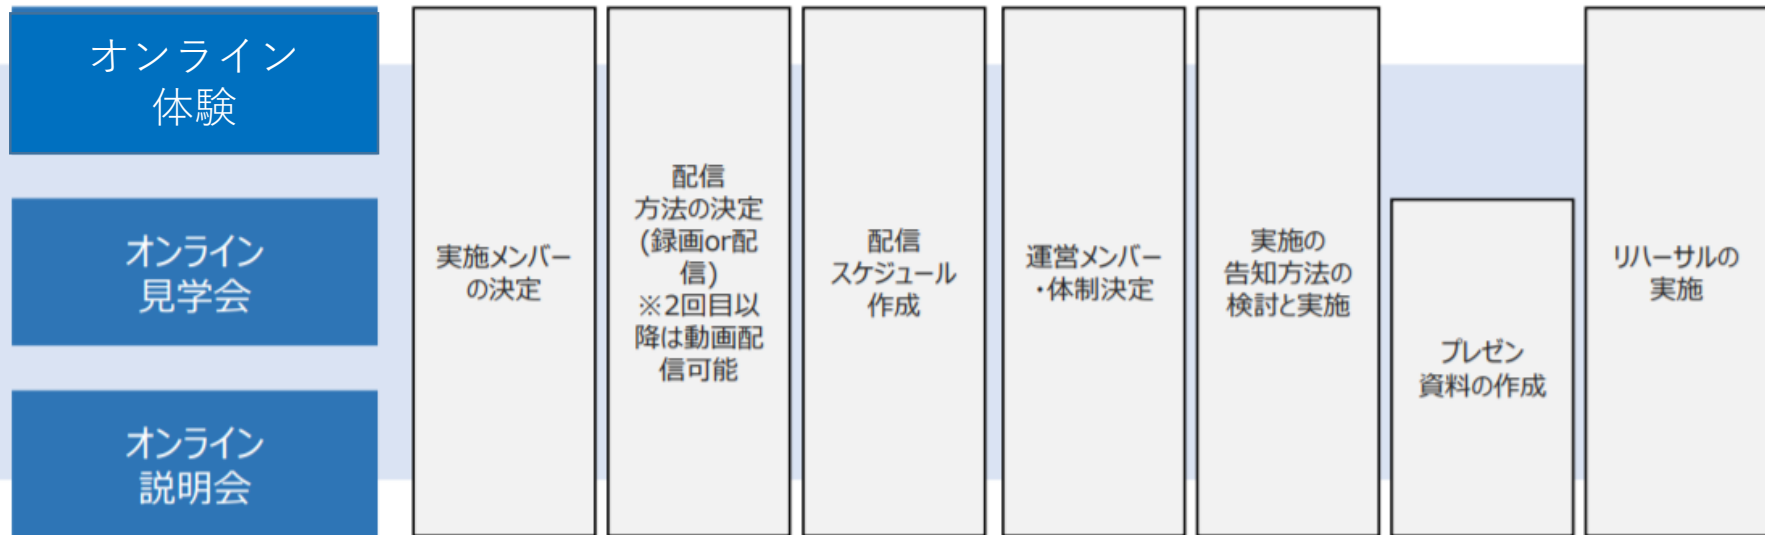 オンライン
体験
オンライン
見学会
オンライン
説明会
実施メンバー
の決定
配信
方法の決定
(録画or配
信)
※2回目以
降は動画配
信可能
配信
スケジュール
作成
運営メンバー
・体制決定
実施の
告知方法の
検討と実施
プレゼン
資料の作成
リハーサルの
実施